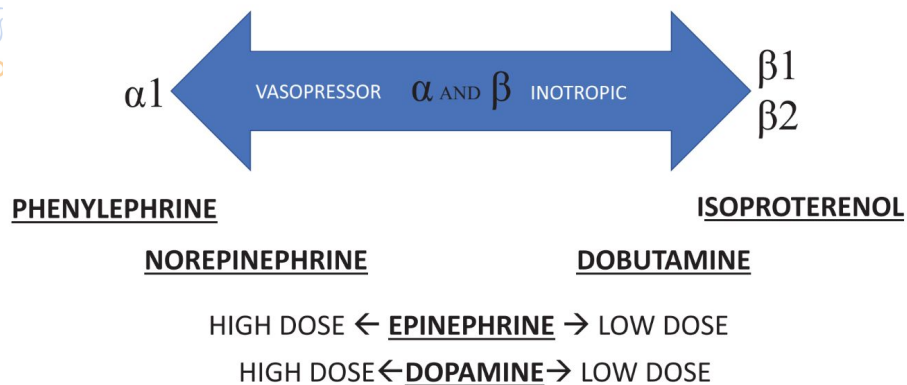 β1
α1 VASOPRESSOR α AND β INOTROPIC
β2
PHENYLEPHRINE ISOPROTERENOL
NOREPINEPHRINE DOBUTAMINE
HIGH DOSE ← EPINEPHRINE → LOW DOSE
HIGH DOSE←DOPAMINE→ LOW DOSE